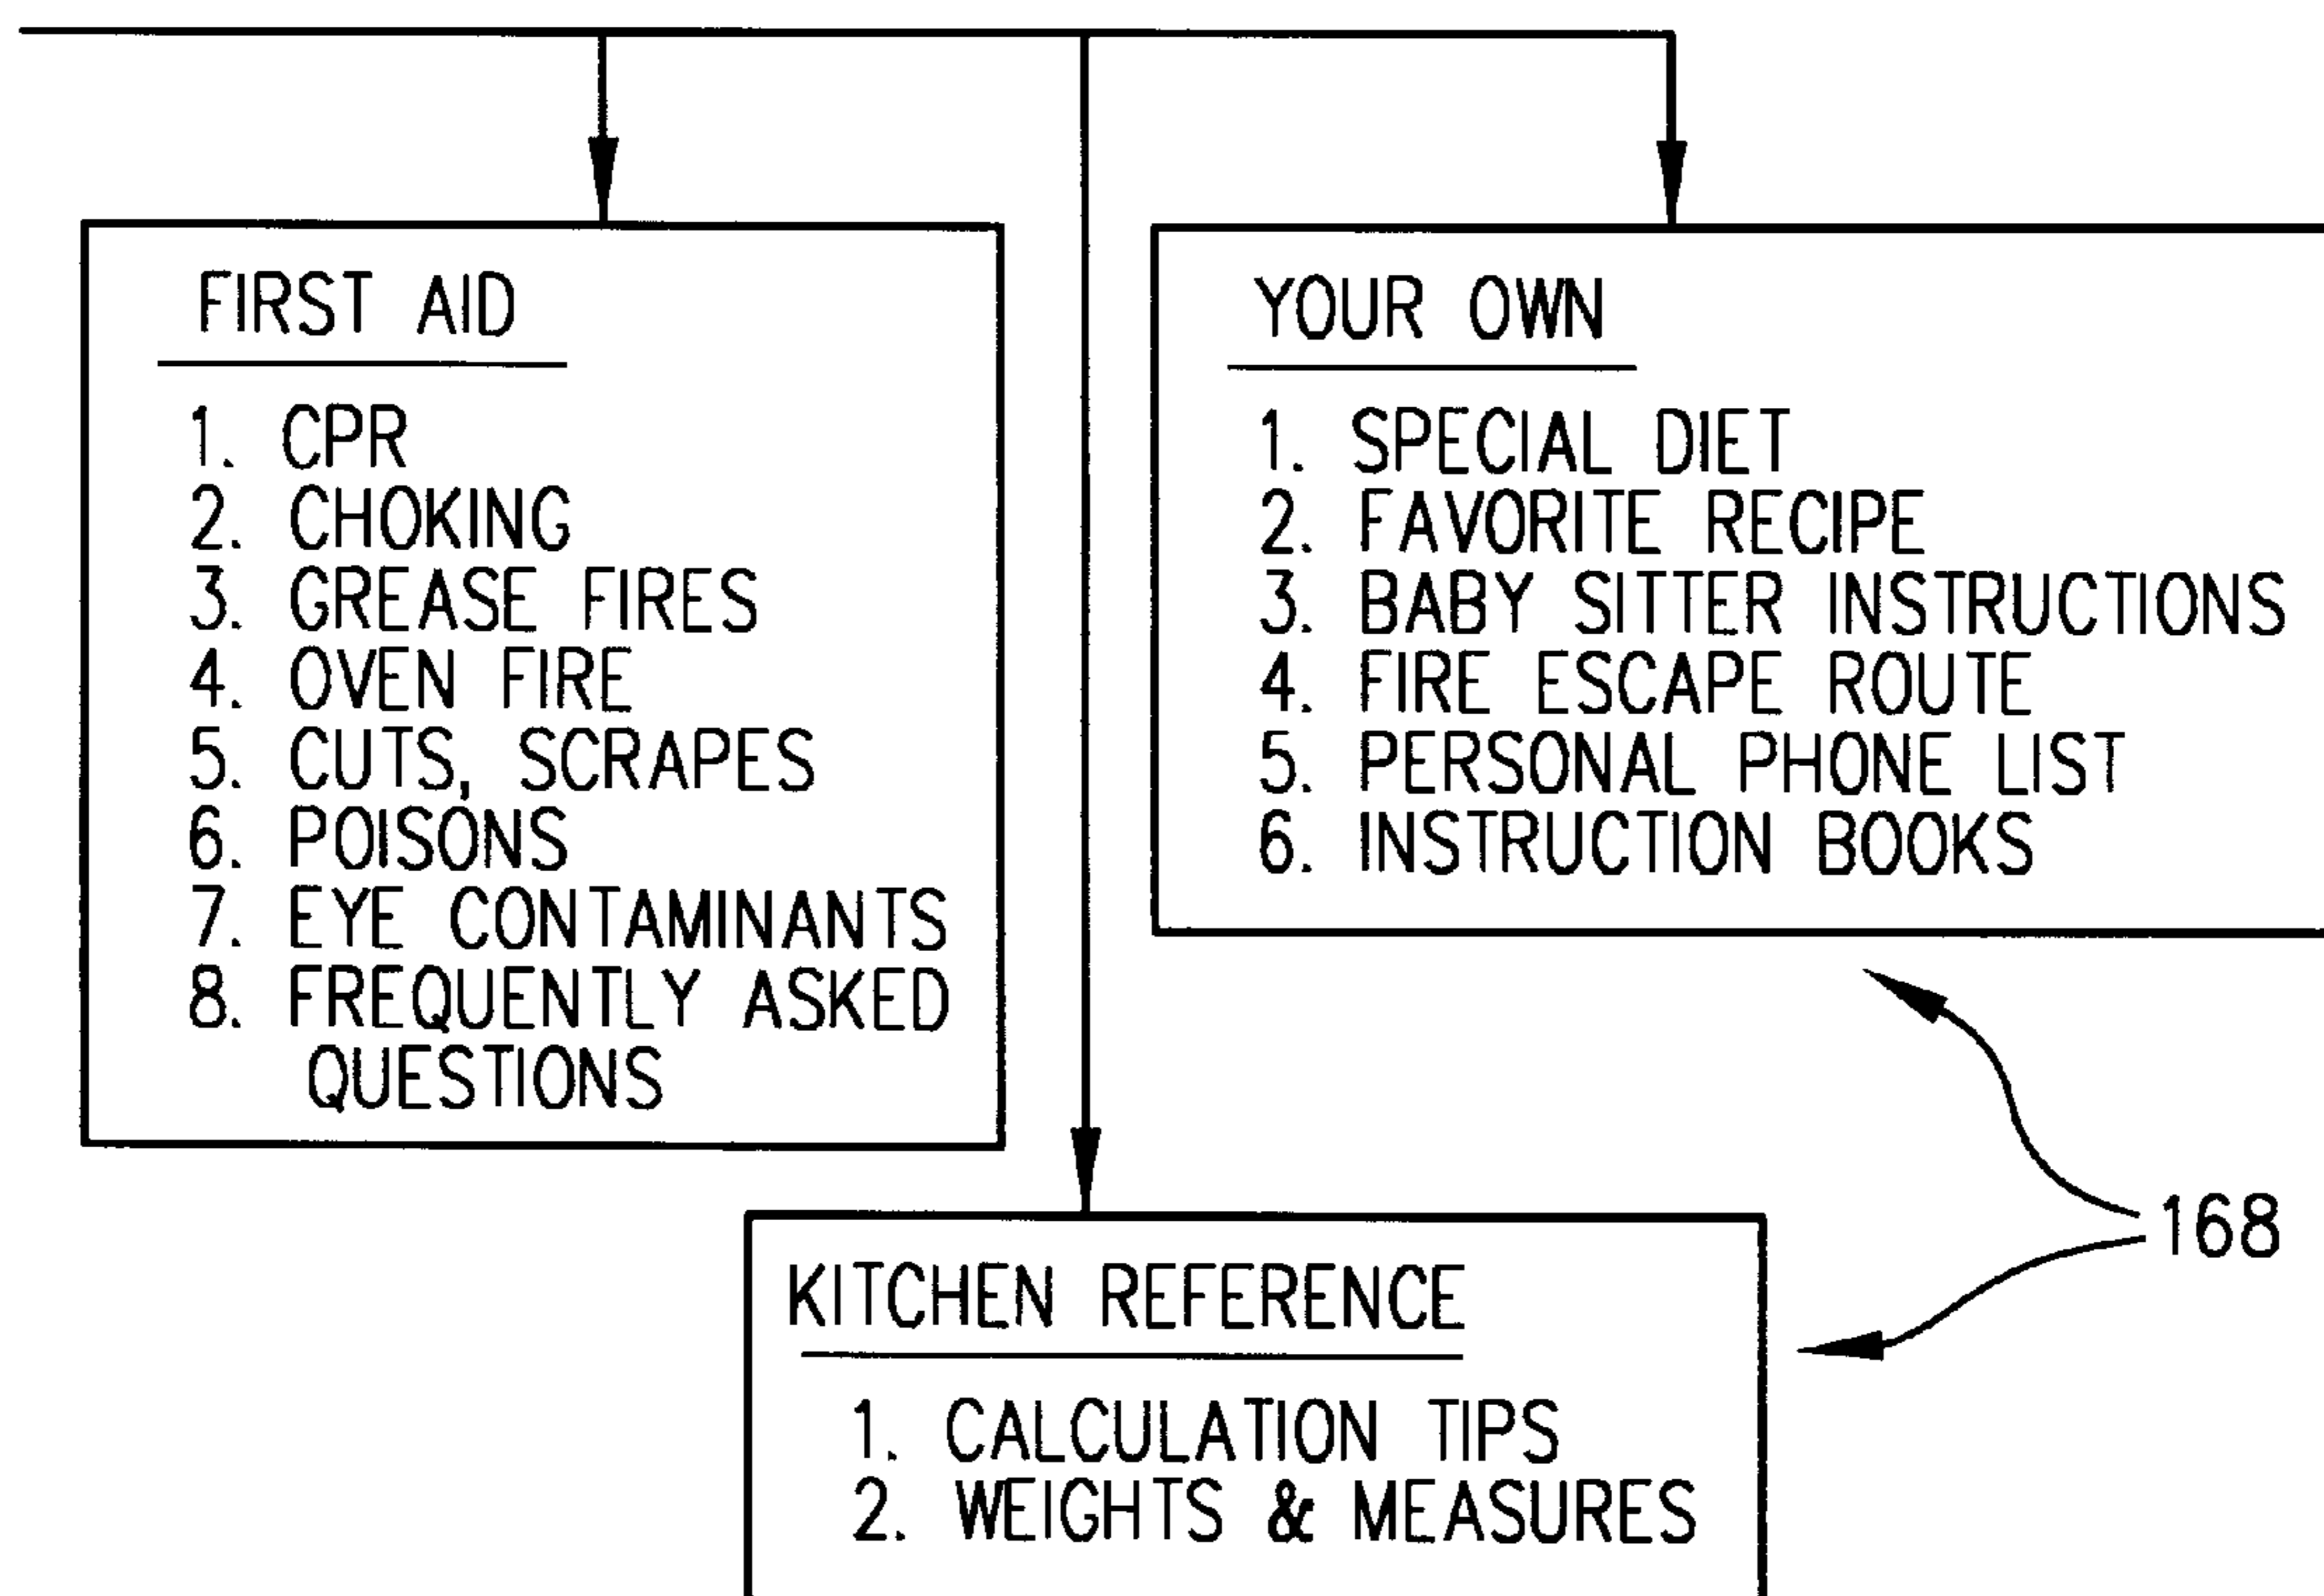 FIRST AID
1. CPR
2. CHOKING
3. GREASE FIRES
4. OVEN FIRE
5. CUTS, SCRAPES
6. POISONS
7. EYE CONTAMINANTS
8. FREQUENTLY ASKED
QUESTIONS
YOUR OWN
1. SPECIAL DIET
2. FAVORITE RECIPE
3. BABY SITTER INSTRUCTIONS
4. FIRE ESCAPE ROUTE
5. PERSONAL PHONE LIST
6. INSTRUCTION BOOKS
168
KITCHEN REFERENCE
1. CALCULATION TIPS
2. WEIGHTS & MEASURES